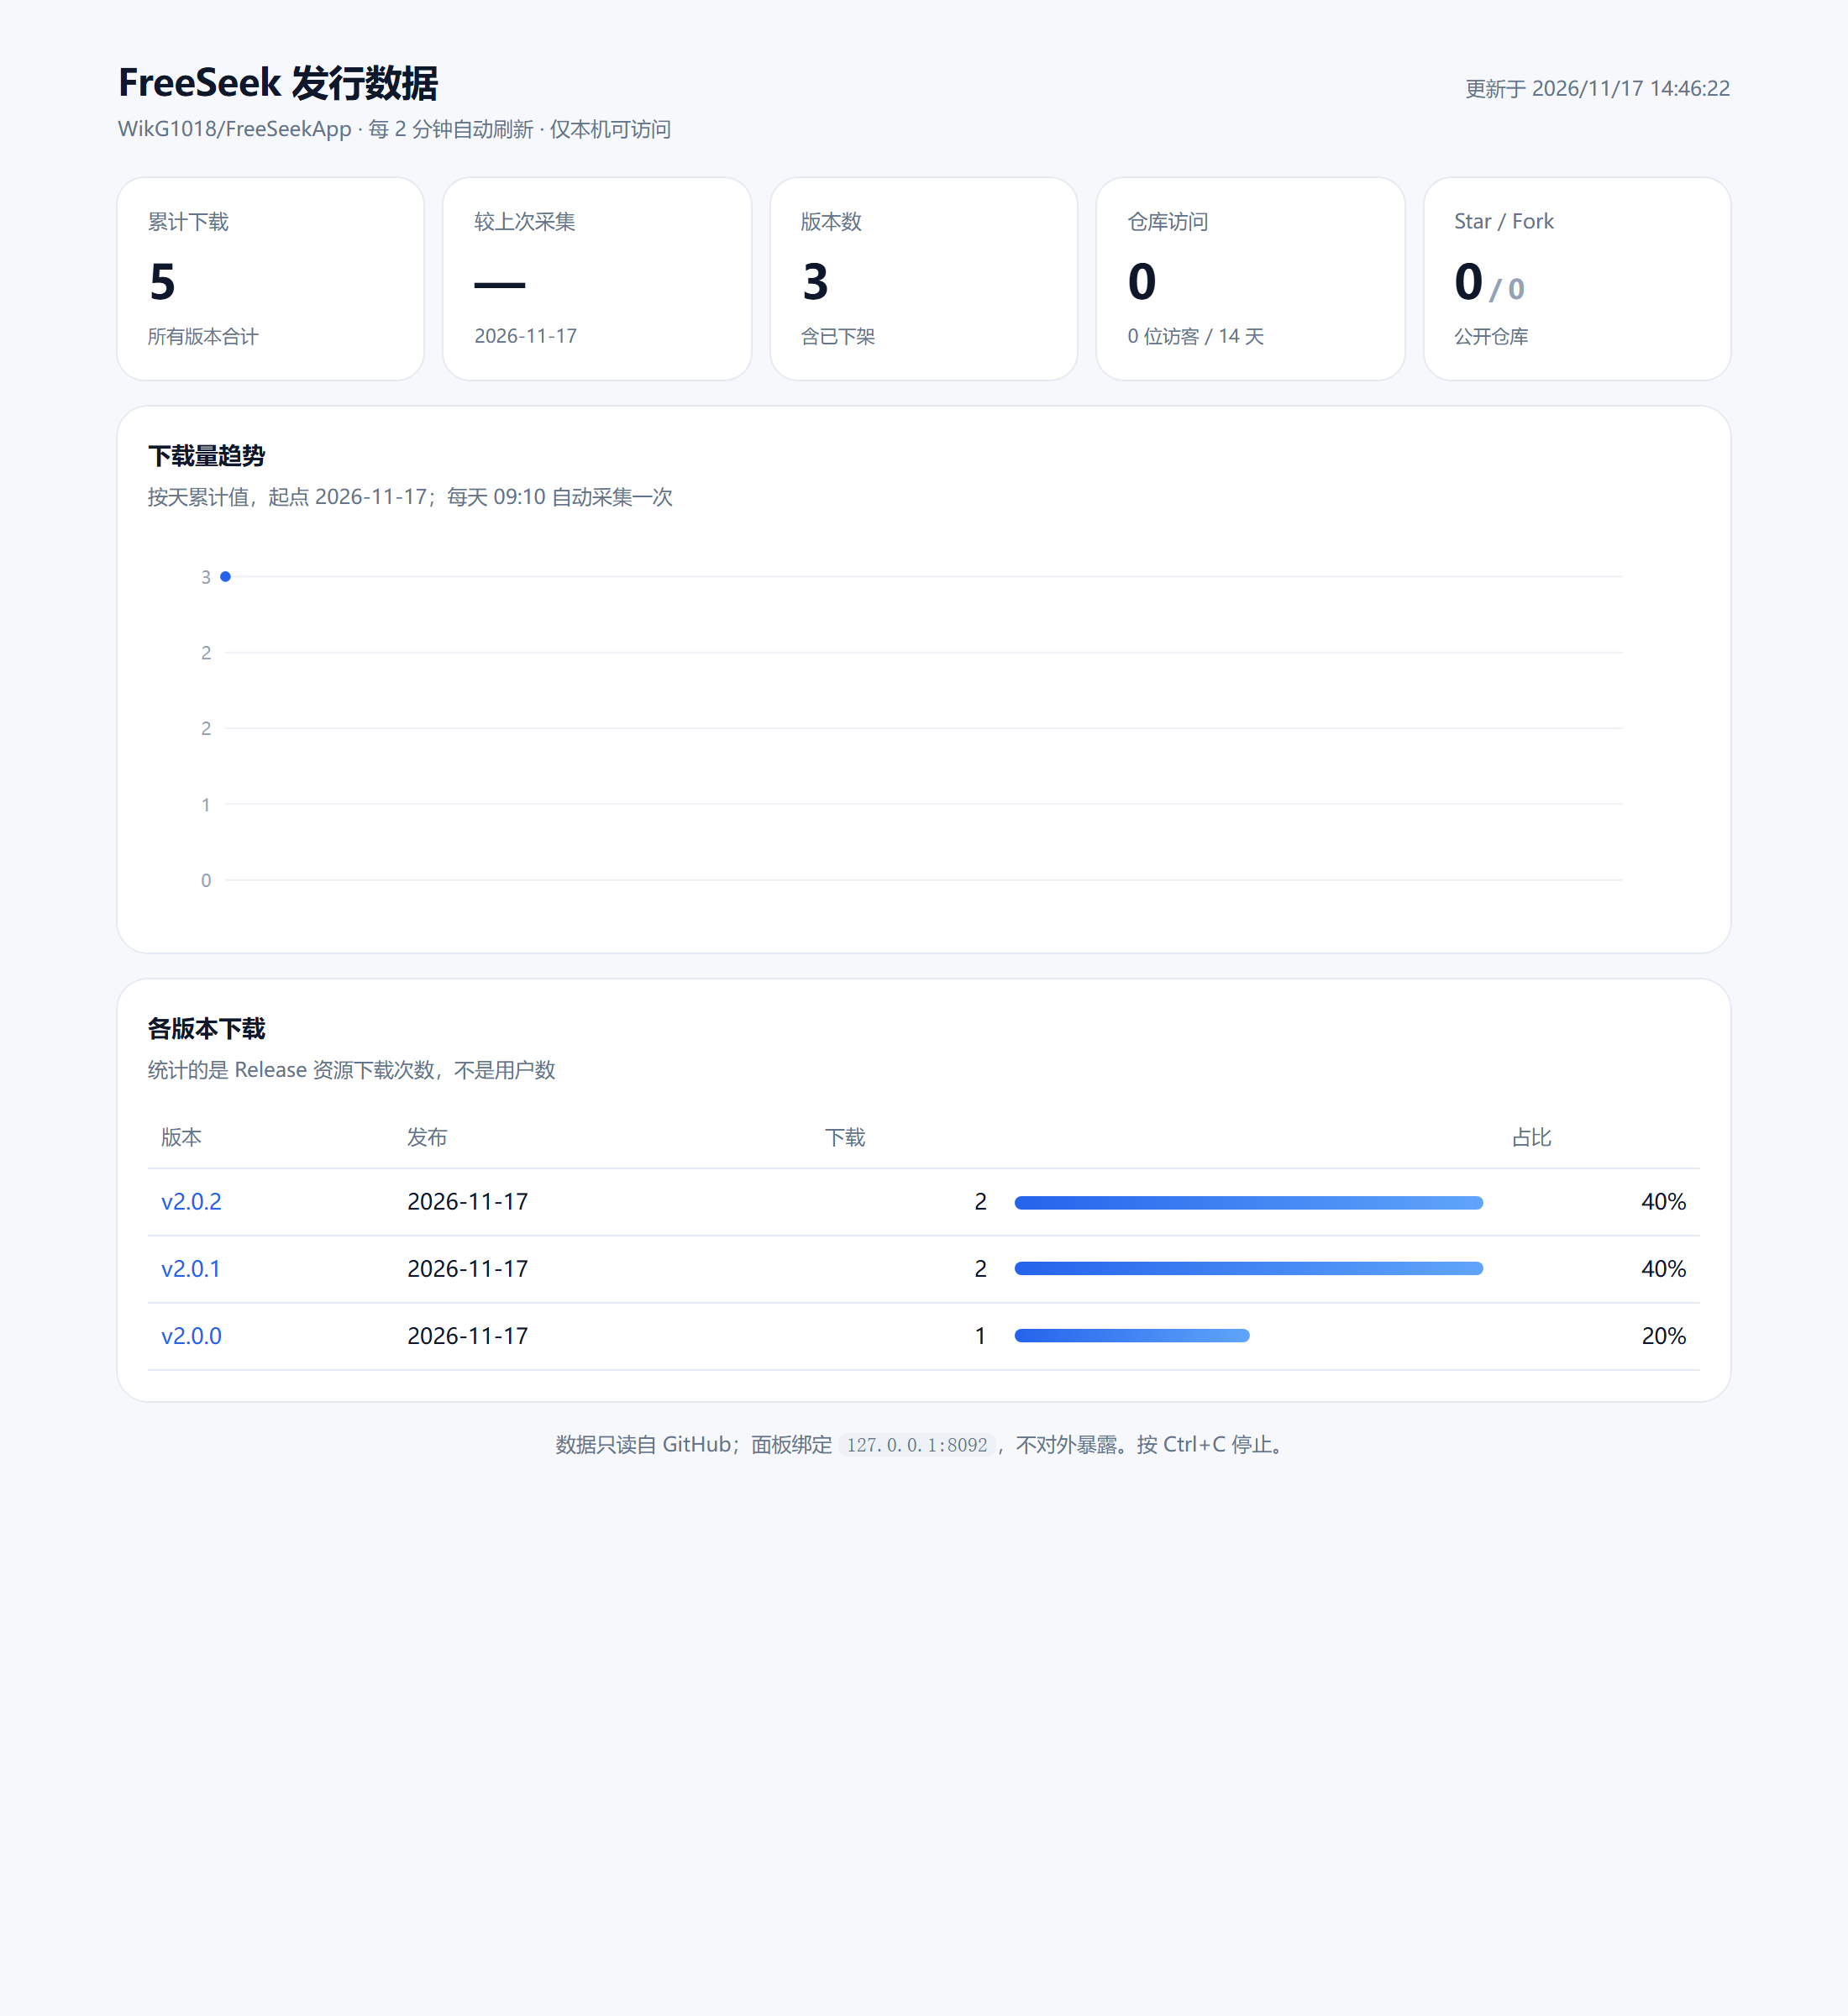 FreeSeek 发行数据
更新于 2026/11/17 14:46:22
WikG1018/FreeSeekApp · 每 2 分钟自动刷新 · 仅本机可访问
累计下载
5
所有版本合计
较上次采集
—
2026-11-17
版本数
3
含已下架
仓库访问
0
0 位访客 / 14 天
Star / Fork
0 / 0
公开仓库
下载量趋势
按天累计值，起点 2026-11-17；每天 09:10 自动采集一次
3
2
2
1
0
各版本下载
统计的是 Release 资源下载次数，不是用户数
版本 发布 下载 占比
v2.0.2 2026-11-17 2 40%
v2.0.1 2026-11-17 2 40%
v2.0.0 2026-11-17 1 20%
数据只读自 GitHub；面板绑定 127.0.0.1:8092，不对外暴露。按 Ctrl+C 停止。